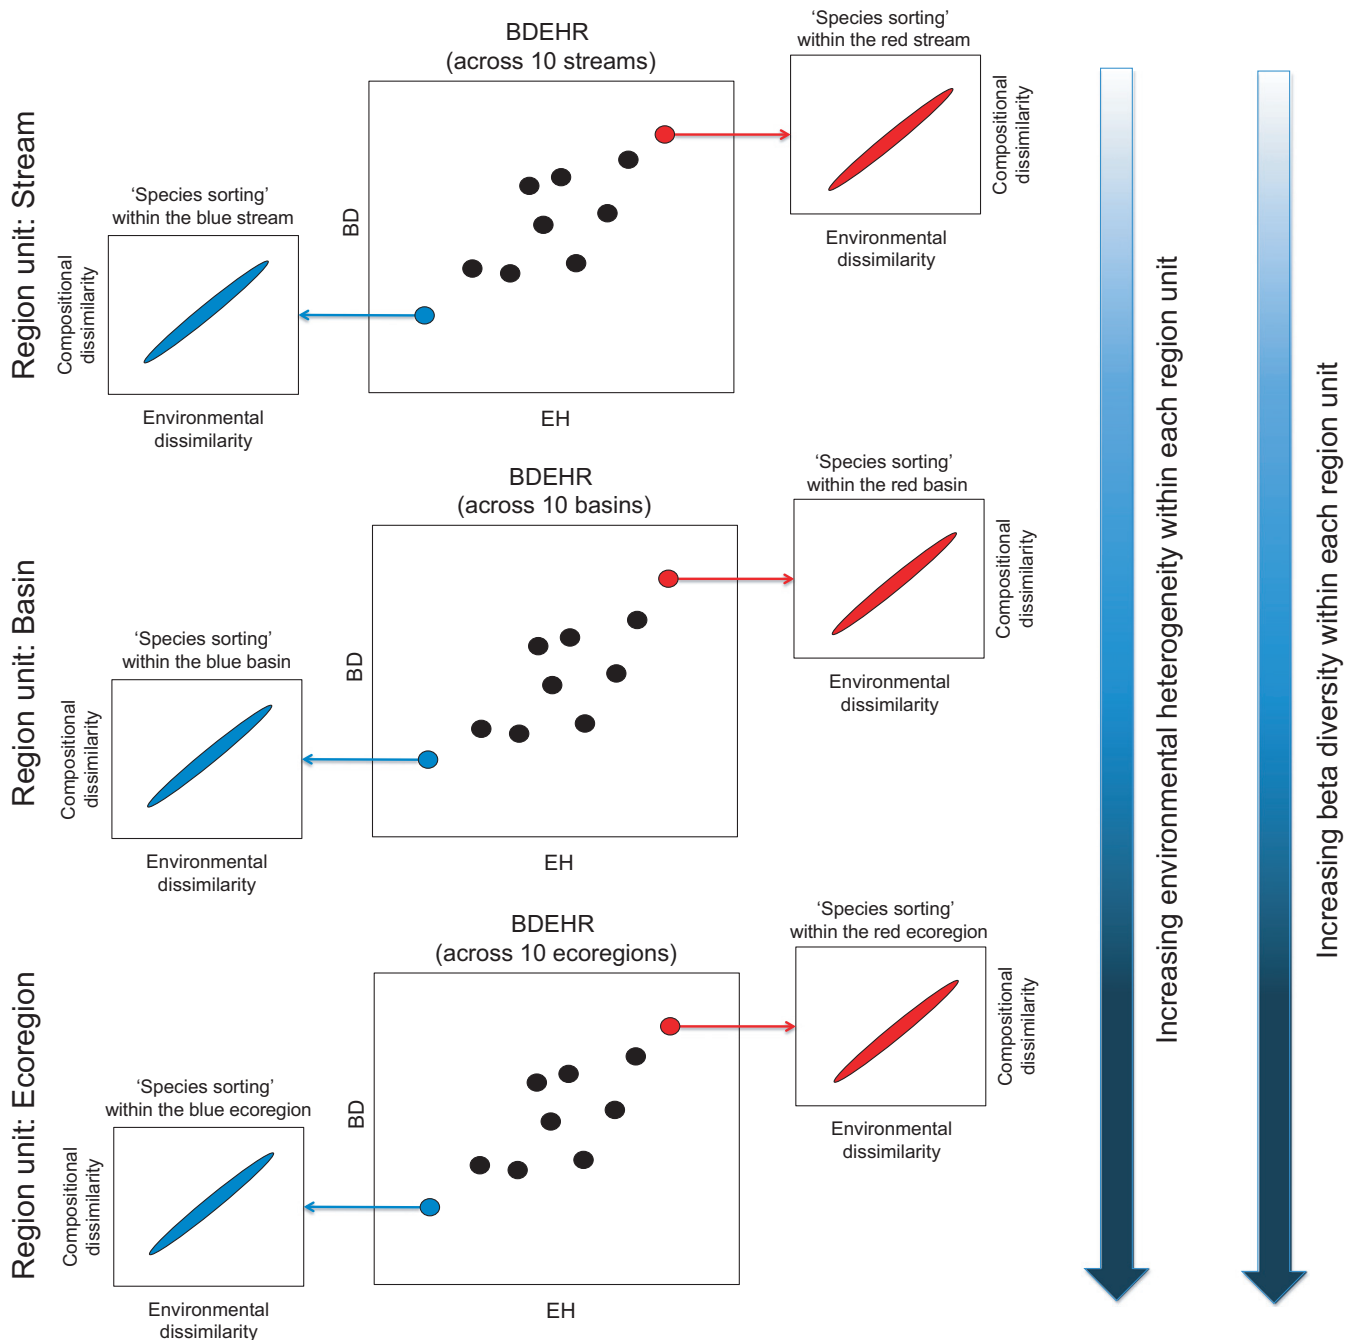 Region unit: Stream
BDEHR
(across 10 streams)
BD
EH
‘Species sorting’
within the red stream
Compositional
dissimilarity
Environmental
dissimilarity
‘Species sorting’
within the blue stream
Compositional
dissimilarity
Environmental
dissimilarity
Region unit: Basin
BDEHR
(across 10 basins)
BD
EH
‘Species sorting’
within the red basin
Compositional
dissimilarity
Environmental
dissimilarity
‘Species sorting’
within the blue basin
Compositional
dissimilarity
Environmental
dissimilarity
Region unit: Ecoregion
BDEHR
(across 10 ecoregions)
BD
EH
‘Species sorting’
within the red ecoregion
Compositional
dissimilarity
Environmental
dissimilarity
‘Species sorting’
within the blue ecoregion
Compositional
dissimilarity
Environmental
dissimilarity
Increasing environmental heterogeneity within each region unit
Increasing beta diversity within each region unit